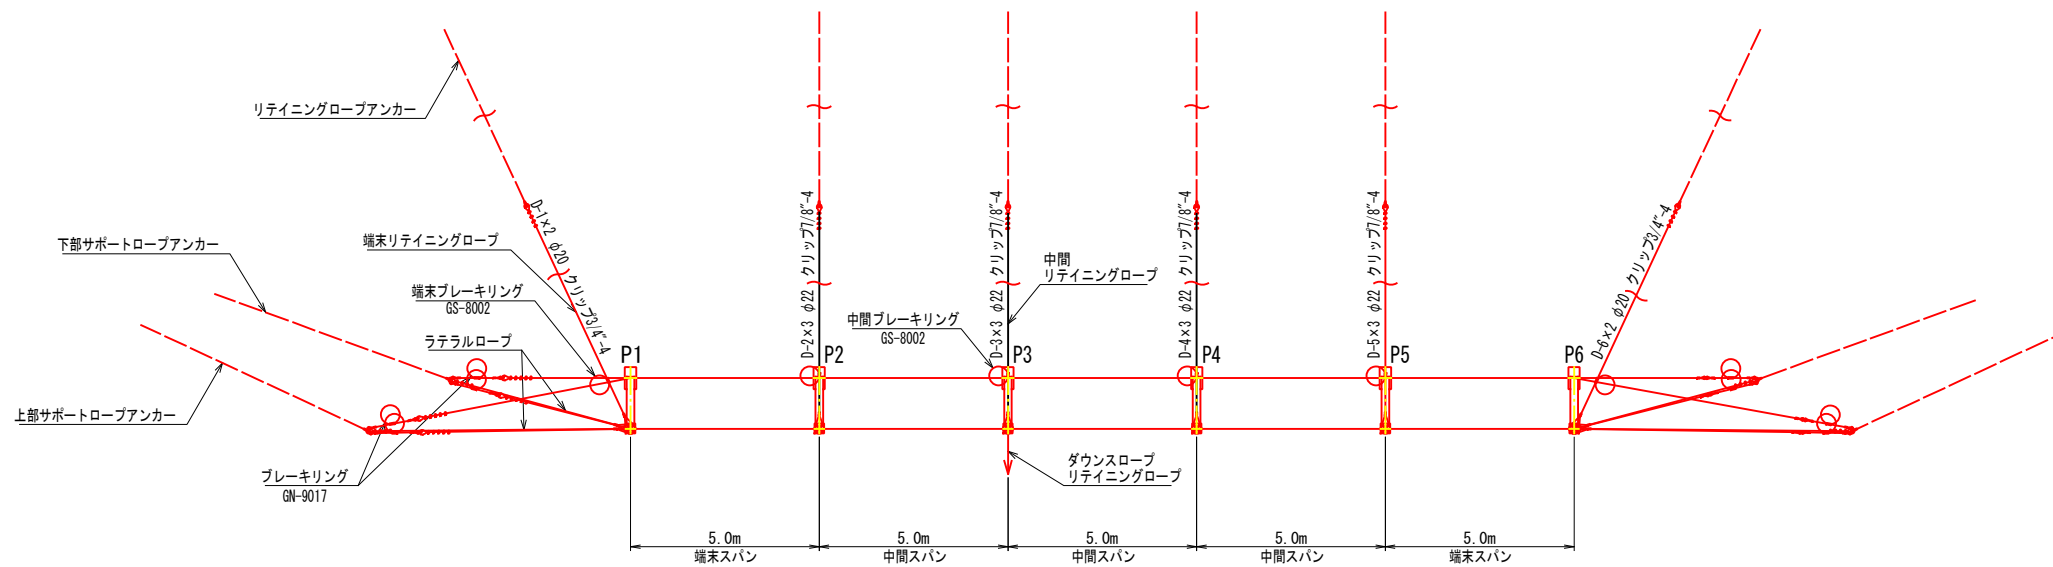 リテイニングロープアンカー
下部サポートロープアンカー
上部サポートロープアンカー
端末リテイニングロープ
端末ブレーキリング
GS-8002
ラテラルロープ
ブレーキリング
GN-9017
D-1×2 φ20 クリップ3/4"-4
D-2×3 φ22 クリップ7/8"-4
D-3×3 φ22 クリップ7/8"-4
D-4×3 φ22 クリップ7/8"-4
D-5×3 φ22 クリップ7/8"-4
D-6×2 φ20 クリップ3/4"-4
中間
リテイニングロープ
中間ブレーキリング
GS-8002
P1
P2
P3
P4
P5
P6
ダウンスロープ
リテイニングロープ
5.0m
端末スパン
5.0m
中間スパン
5.0m
中間スパン
5.0m
中間スパン
5.0m
端末スパン